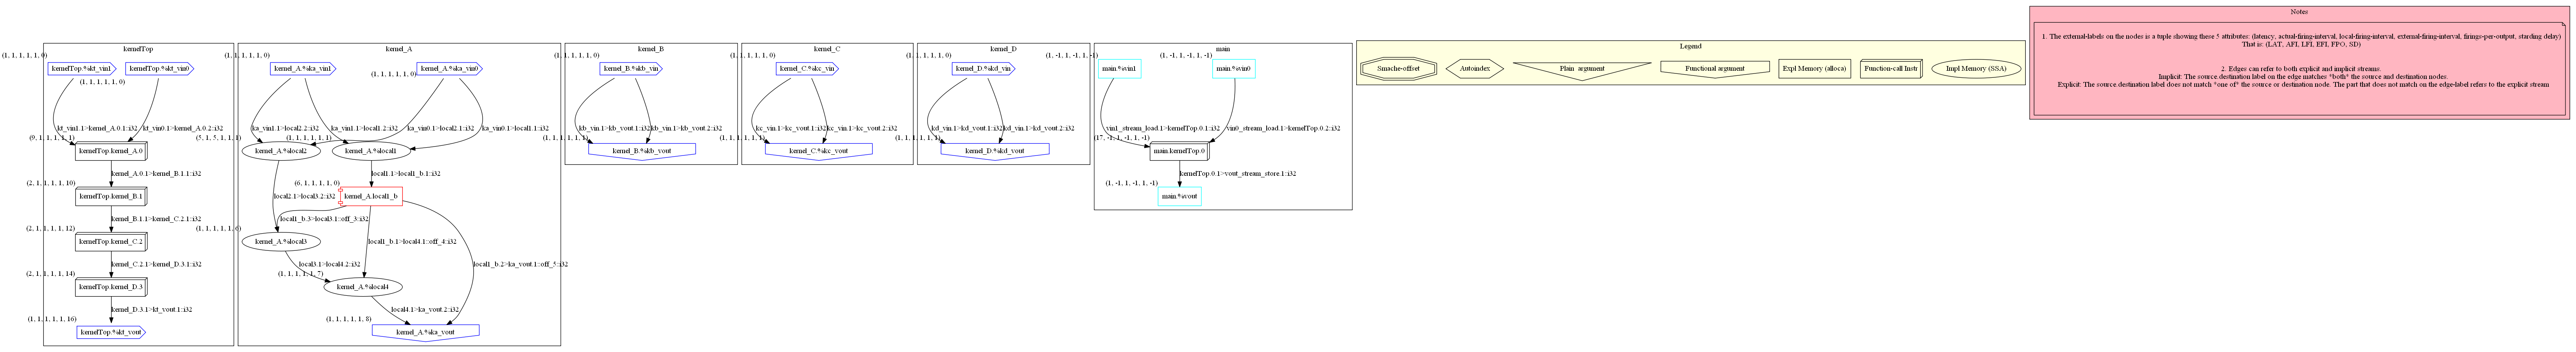 kernelTop
(1, 1, 1, 1, 1, 0)
kernelTop.%kt_vin1
kernelTop.%kt_vin0
(1, 1, 1, 1, 1, 0)
kt_vin1.1>kernel_A.0.1::i32
kt_vin0.1>kernel_A.0.2::i32
(9, 1, 1, 1, 1, 1)
kernelTop.kernel_A.0
kernel_A.0.1>kernel_B.1.1::i32
(2, 1, 1, 1, 1, 10)
kernelTop.kernel_B.1
kernel_B.1.1>kernel_C.2.1::i32
(2, 1, 1, 1, 1, 12)
kernelTop.kernel_C.2
kernel_C.2.1>kernel_D.3.1::i32
(2, 1, 1, 1, 1, 14)
kernelTop.kernel_D.3
kernel_D.3.1>kt_vout.1::i32
(1, 1, 1, 1, 1, 16)
kernelTop.%kt_vout
kernel_A
(1, 1, 1, 1, 1, 0)
kernel_A.%ka_vin1
(1, 1, 1, 1, 1, 0)
kernel_A.%ka_vin0
ka_vin1.1>local2.2::i32
ka_vin1.1>local1.2::i32
ka_vin0.1>local2.1::i32
ka_vin0.1>local1.1::i32
(5, 1, 5, 1, 1, 1)
kernel_A.%local2
(1, 1, 1, 1, 1, 1)
kernel_A.%local1
local1.1>local1_b.1::i32
(6, 1, 1, 1, 1, 0)
kernel_A.local1_b
local2.1>local3.2::i32
local1_b.3>local3.1::off_3::i32
local1_b.1>local4.1::off_4::i32
local1_b.2>ka_vout.1::off_5::i32
(1, 1, 1, 1, 1, 6)
kernel_A.%local3
local3.1>local4.2::i32
(1, 1, 1, 1, 1, 7)
kernel_A.%local4
local4.1>ka_vout.2::i32
(1, 1, 1, 1, 1, 8)
kernel_A.%ka_vout
kernel_B
(1, 1, 1, 1, 1, 0)
kernel_B.%kb_vin
kb_vin.1>kb_vout.1::i32
kb_vin.1>kb_vout.2::i32
(1, 1, 1, 1, 1, 1)
kernel_B.%kb_vout
kernel_C
(1, 1, 1, 1, 1, 0)
kernel_C.%kc_vin
kc_vin.1>kc_vout.1::i32
kc_vin.1>kc_vout.2::i32
(1, 1, 1, 1, 1, 1)
kernel_C.%kc_vout
kernel_D
(1, 1, 1, 1, 1, 0)
kernel_D.%kd_vin
kd_vin.1>kd_vout.1::i32
kd_vin.1>kd_vout.2::i32
(1, 1, 1, 1, 1, 1)
kernel_D.%kd_vout
main
(1, -1, 1, -1, 1, -1)
main.%vin1
(1, -1, 1, -1, 1, -1)
main.%vin0
vin1_stream_load.1>kernelTop.0.1::i32
vin0_stream_load.1>kernelTop.0.2::i32
(17, -1, 1, -1, 1, -1)
main.kernelTop.0
kernelTop.0.1>vout_stream_store.1::i32
(1, -1, 1, -1, 1, -1)
main.%vout
Legend
Smache-offset
Autoindex
Plain argument
Functional argument
Expl Memory (alloca)
Function-call Instr
Impl Memory (SSA)
Notes
1. The external-labels on the nodes is a tuple showing these 5 attributes: (latency, actual-firing-interval, local-firing-interval, external-firing-interval, firings-per-output, starding delay)
That is: (LAT, AFI, LFI, EFI, FPO, SD)
2. Edges can refer to both explicit and implicit streams.
Implicit: The source.destination label on the edge matches *both* the source and destination nodes.
Explicit: The source.destination label does not match *one of* the source or destination node. The part that does not match on the edge-label refers to the explicit stream